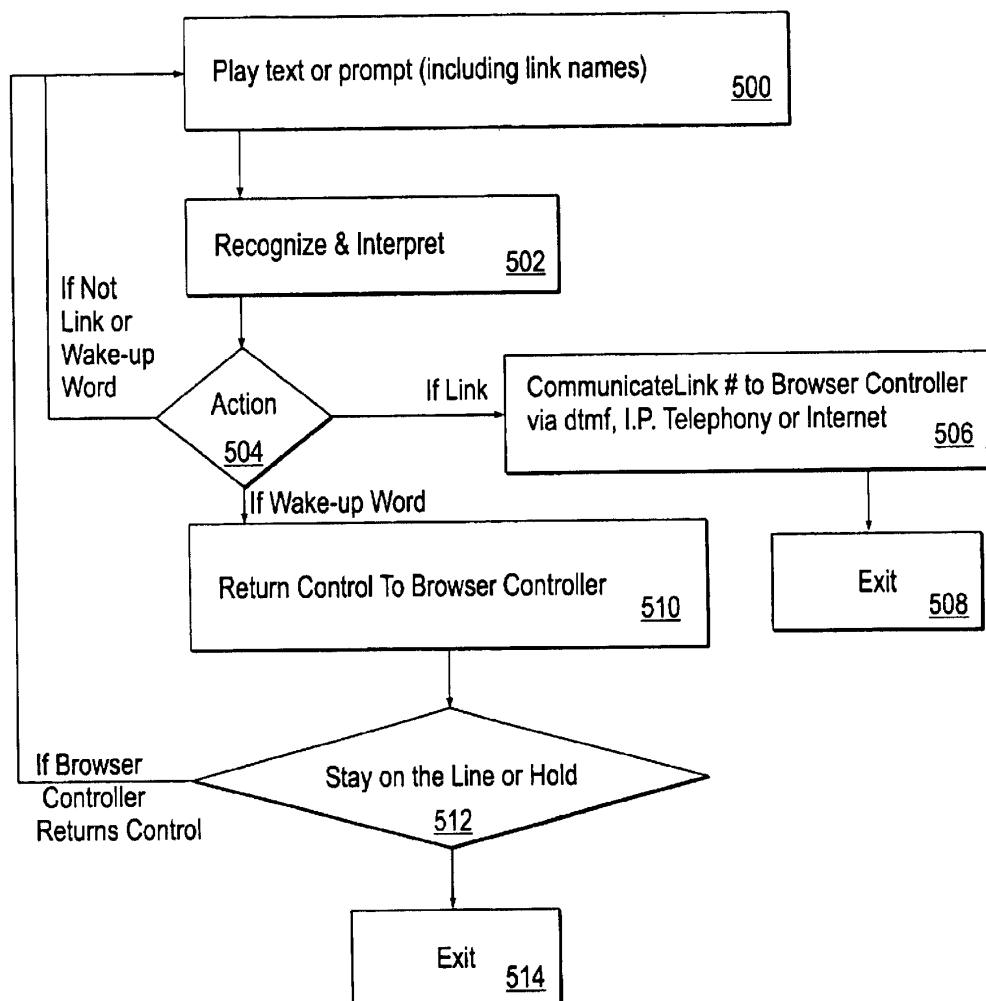 Play text or prompt (including link names)
500
Recognize & Interpret
502
If Not
Link or
Wake-up
Word
Action
504
If Link
CommunicateLink # to Browser Controller
via dtmf, I.P. Telephony or Internet
506
If Wake-up Word
Return Control To Browser Controller
510
Exit
508
If Browser
Controller
Returns Control
Stay on the Line or Hold
512
Exit
514